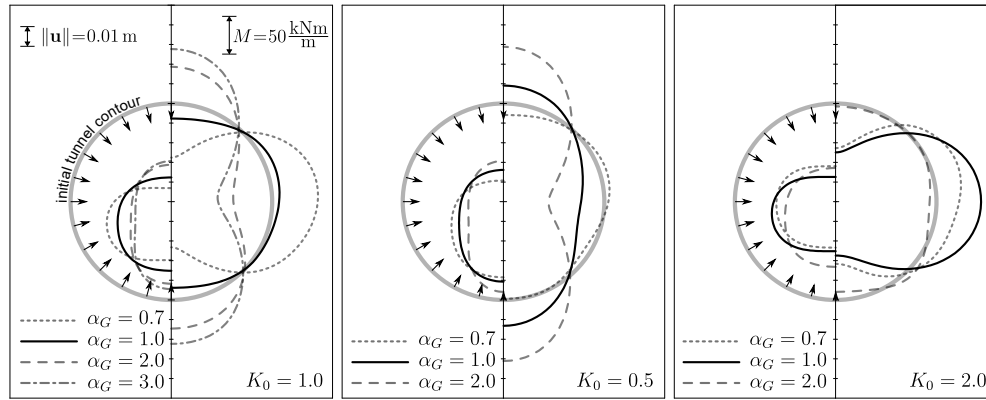 ‖u‖=0.01 m
M=50 kNm/m
initial tunnel contour
α_G = 0.7
α_G = 1.0
α_G = 2.0
α_G = 3.0
K_0 = 1.0
α_G = 0.7
α_G = 1.0
α_G = 2.0
K_0 = 0.5
α_G = 0.7
α_G = 1.0
α_G = 2.0
K_0 = 2.0